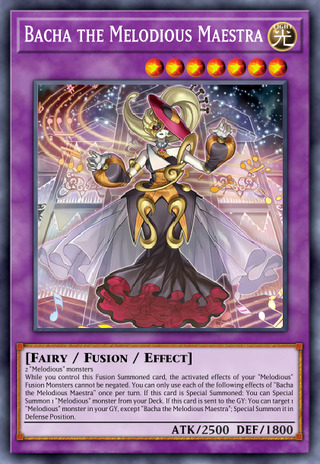 Bacha the Melodious Maestra
LIGHT
光
[Fairy / Fusion / Effect]
2 "Melodious" monsters
While you control this Fusion Summoned card, the activated effects of your "Melodious"
Fusion Monsters cannot be negated. You can only use each of the following effects of "Bacha
the Melodious Maestra" once per turn. If this card is Special Summoned: You can Special
Summon 1 "Melodious" monster from your Deck. If this card is sent to the GY: You can target 1
"Melodious" monster in your GY, except "Bacha the Melodious Maestra"; Special Summon it in
Defense Position.
ATK/2500 DEF/1800